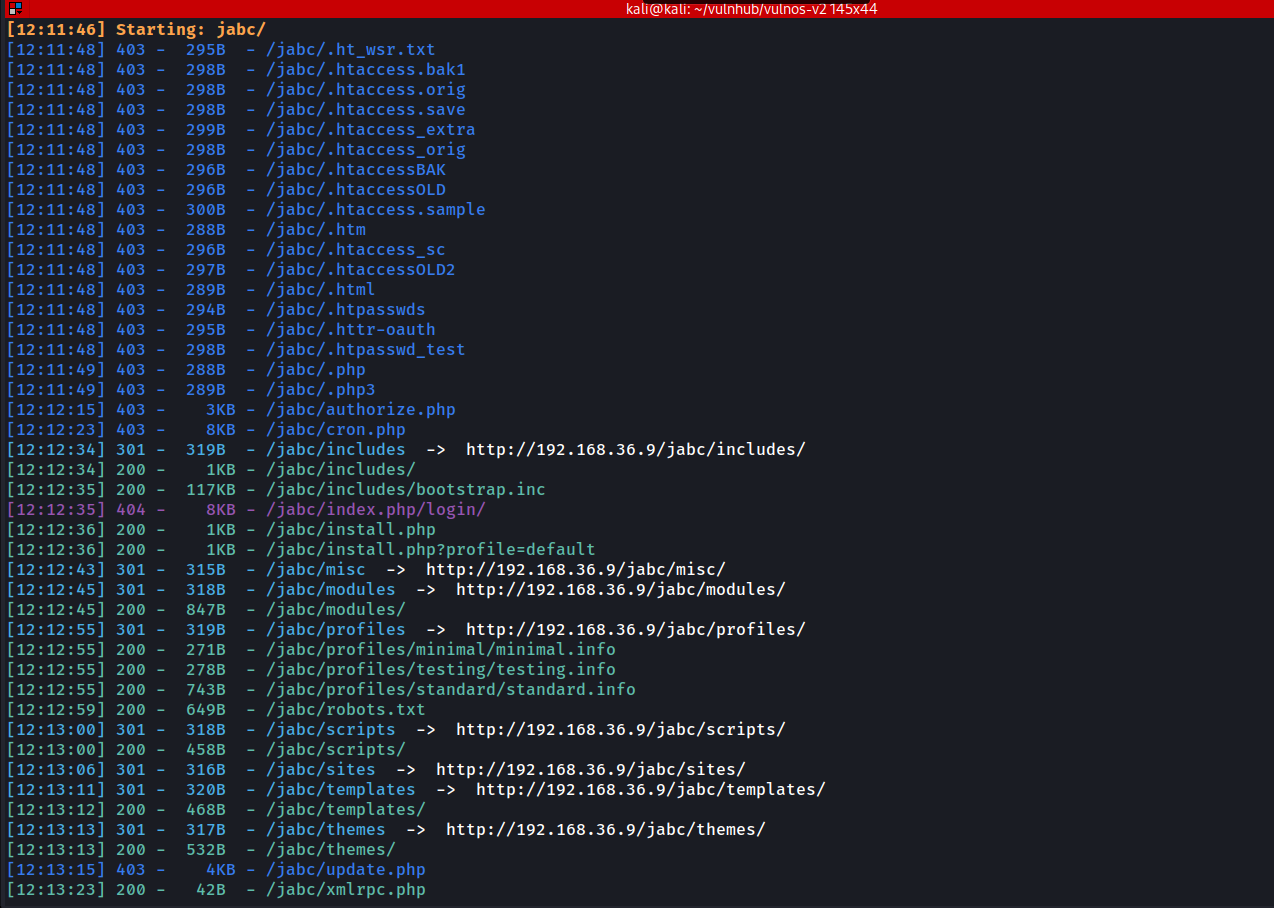 kali@kali: ~/vulnhub/vulnos-v2 145x44
[12:11:46] Starting: jabc/
[12:11:48] 403 -  295B  - /jabc/.ht_wsr.txt
[12:11:48] 403 -  298B  - /jabc/.htaccess.bak1
[12:11:48] 403 -  298B  - /jabc/.htaccess.orig
[12:11:48] 403 -  298B  - /jabc/.htaccess.save
[12:11:48] 403 -  299B  - /jabc/.htaccess_extra
[12:11:48] 403 -  298B  - /jabc/.htaccess_orig
[12:11:48] 403 -  296B  - /jabc/.htaccessBAK
[12:11:48] 403 -  296B  - /jabc/.htaccessOLD
[12:11:48] 403 -  300B  - /jabc/.htaccess.sample
[12:11:48] 403 -  288B  - /jabc/.htm
[12:11:48] 403 -  296B  - /jabc/.htaccess_sc
[12:11:48] 403 -  297B  - /jabc/.htaccessOLD2
[12:11:48] 403 -  289B  - /jabc/.html
[12:11:48] 403 -  294B  - /jabc/.htpasswds
[12:11:48] 403 -  295B  - /jabc/.httr-oauth
[12:11:48] 403 -  298B  - /jabc/.htpasswd_test
[12:11:49] 403 -  288B  - /jabc/.php
[12:11:49] 403 -  289B  - /jabc/.php3
[12:12:15] 403 -    3KB - /jabc/authorize.php
[12:12:23] 403 -    8KB - /jabc/cron.php
[12:12:34] 301 -  319B  - /jabc/includes  ->  http://192.168.36.9/jabc/includes/
[12:12:34] 200 -    1KB - /jabc/includes/
[12:12:35] 200 -  117KB - /jabc/includes/bootstrap.inc
[12:12:35] 404 -    8KB - /jabc/index.php/login/
[12:12:36] 200 -    1KB - /jabc/install.php
[12:12:36] 200 -    1KB - /jabc/install.php?profile=default
[12:12:43] 301 -  315B  - /jabc/misc  ->  http://192.168.36.9/jabc/misc/
[12:12:45] 301 -  318B  - /jabc/modules  ->  http://192.168.36.9/jabc/modules/
[12:12:45] 200 -  847B  - /jabc/modules/
[12:12:55] 301 -  319B  - /jabc/profiles  ->  http://192.168.36.9/jabc/profiles/
[12:12:55] 200 -  271B  - /jabc/profiles/minimal/minimal.info
[12:12:55] 200 -  278B  - /jabc/profiles/testing/testing.info
[12:12:55] 200 -  743B  - /jabc/profiles/standard/standard.info
[12:12:59] 200 -  649B  - /jabc/robots.txt
[12:13:00] 301 -  318B  - /jabc/scripts  ->  http://192.168.36.9/jabc/scripts/
[12:13:00] 200 -  458B  - /jabc/scripts/
[12:13:06] 301 -  316B  - /jabc/sites  ->  http://192.168.36.9/jabc/sites/
[12:13:11] 301 -  320B  - /jabc/templates  ->  http://192.168.36.9/jabc/templates/
[12:13:12] 200 -  468B  - /jabc/templates/
[12:13:13] 301 -  317B  - /jabc/themes  ->  http://192.168.36.9/jabc/themes/
[12:13:13] 200 -  532B  - /jabc/themes/
[12:13:15] 403 -    4KB - /jabc/update.php
[12:13:23] 200 -   42B  - /jabc/xmlrpc.php